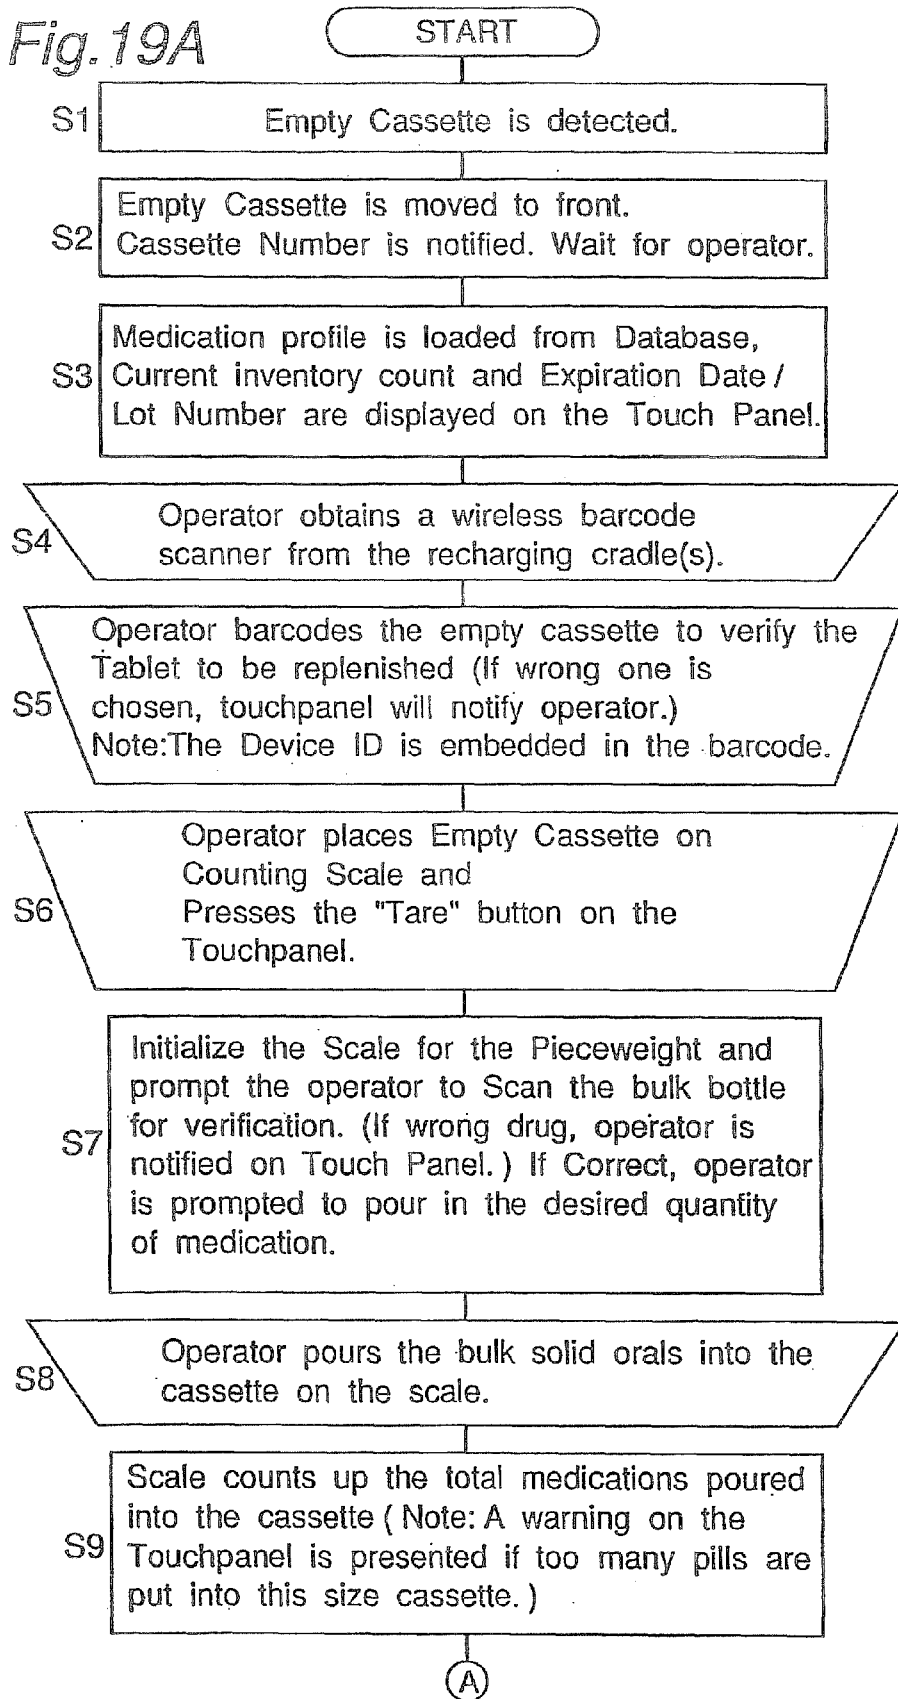 Fig. 19A
START
S1
Empty Cassette is detected.
S2
Empty Cassette is moved to front.
Cassette Number is notified. Wait for operator.
S3
Medication profile is loaded from Database,
Current inventory count and Expiration Date /
Lot Number are displayed on the Touch Panel.
S4
Operator obtains a wireless barcode
scanner from the recharging cradle(s).
S5
Operator barcodes the empty cassette to verify the
Tablet to be replenished (If wrong one is
chosen, touchpanel will notify operator.)
Note:The Device ID is embedded in the barcode.
S6
Operator places Empty Cassette on
Counting Scale and
Presses the "Tare" button on the
Touchpanel.
S7
Initialize the Scale for the Pieceweight and
prompt the operator to Scan the bulk bottle
for verification. (If wrong drug, operator is
notified on Touch Panel.) If Correct, operator
is prompted to pour in the desired quantity
of medication.
S8
Operator pours the bulk solid orals into the
cassette on the scale.
S9
Scale counts up the total medications poured
into the cassette ( Note: A warning on the
Touchpanel is presented if too many pills are
put into this size cassette. )
A